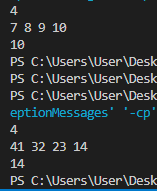 4
7 8 9 10
10
PS C:\Users\User\Desk
PS C:\Users\User\Desk
PS C:\Users\User\Desk
eptionMessages' '-cp'
4
41 32 23 14
14
PS C:\Users\User\Desk